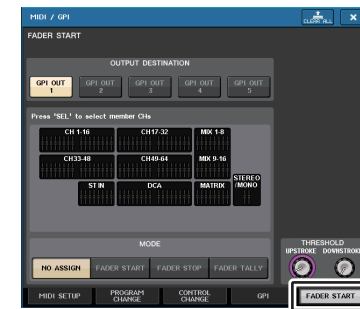 MIDI / GPI
CLEAR ALL
FADER START
OUTPUT DESTINATION
GPI OUT 1
GPI OUT 2
GPI OUT 3
GPI OUT 4
GPI OUT 5
Press "SEL" to select member CHs
CH 1-16 CH17-32 MIX 1-8
CH33-48 CH49-64 MIX 9-16
STEREO /MONO
ST IN DCA MATRIX
MODE
NO ASSIGN FADER START FADER STOP FADER TALLY
THRESHOLD
UPSTROKE DOWNSTROKE
MIDI SETUP PROGRAM CHANGE CONTROL CHANGE GPI FADER START